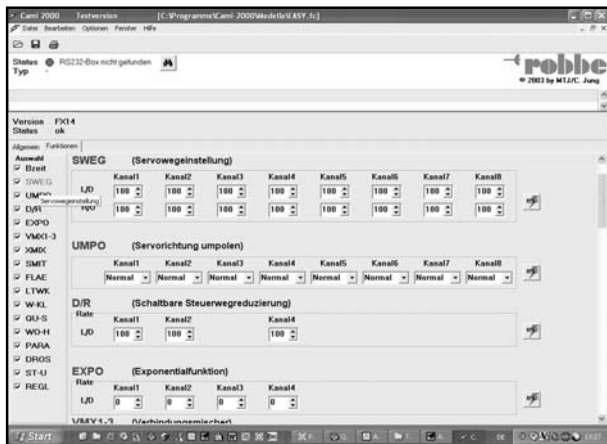 Cami 2000 Testversion [C:\Programme\Cami-2000\Modelle\EASY.fc]
Datei Bearbeiten Optionen Fenster Hilfe
Status RS232-Box nicht gefunden
Typ -
robbe
© 2003 by MTJ/C. Jung
Version FX14
Status ok
Allgemein Funktionen
Auswahl
Bzeit
SWEG
UMPO
Servowegeinstellung
D/R
EXPO
VMX1-3
XMIX
SMIT
FLAE
LTWK
W-KL
QU-S
WO-H
PARA
DROS
ST-U
REGL
SWEG (Servowegeinstellung)
Kanal1 Kanal2 Kanal3 Kanal4 Kanal5 Kanal6 Kanal7 Kanal8
L/D 100 100 100 100 100 100 100 100
100 100 100 100 100 100 100 100
UMPO (Servorichtung umpolen)
Kanal1 Kanal2 Kanal3 Kanal4 Kanal5 Kanal6 Kanal7 Kanal8
Normal Normal Normal Normal Normal Normal Normal Normal
D/R (Schaltbare Steuerwegreduzierung)
Rate Kanal1 Kanal2 Kanal4
L/D 100 100 100
EXPO (Exponentialfunktion)
Rate Kanal1 Kanal2 Kanal3 Kanal4
L/D 0 0 0 0
VMX1-3 (Verbindungsmischer)
Start